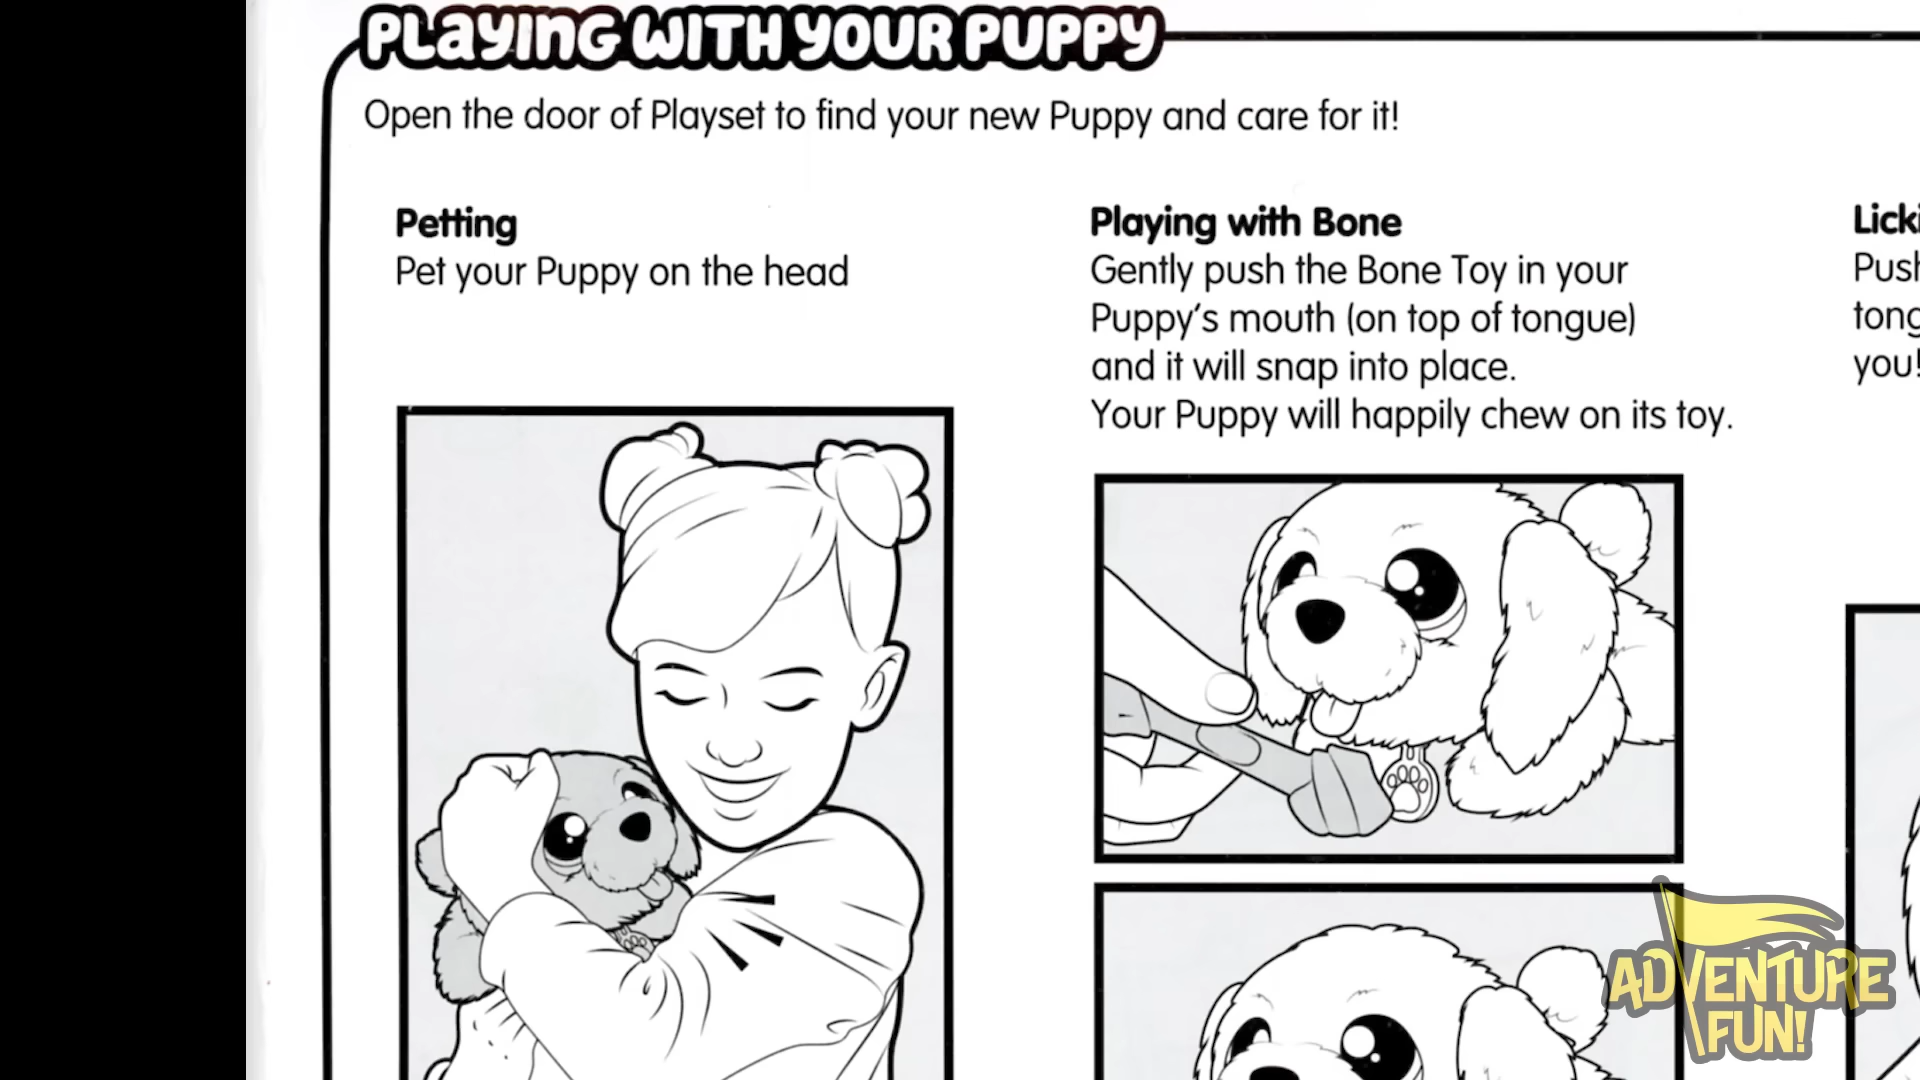 PLAYING WITH YOUR PUPPY
Open the door of Playset to find your new Puppy and care for it!
Petting
Pet your Puppy on the head
Playing with Bone
Gently push the Bone Toy in your
Puppy's mouth (on top of tongue)
and it will snap into place.
Your Puppy will happily chew on its toy.
you!
ADVENTURE
FUN!